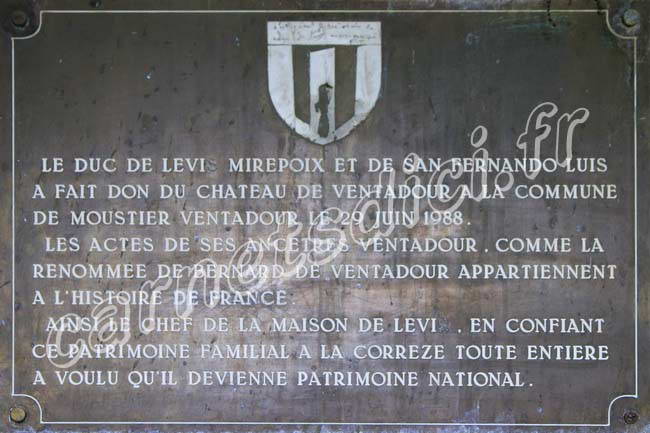 LE DUC DE LEVIS MIREPOIX ET DE SAN FERNANDO LUIS
A FAIT DON DU CHATEAU DE VENTADOUR A LA COMMUNE
DE MOUSTIER VENTADOUR LE 29 JUIN 1988.
LES ACTES DE SES ANCETRES VENTADOUR, COMME LA
RENOMMEE DE BERNARD DE VENTADOUR APPARTIENNENT
A L'HISTOIRE DE FRANCE.
AINSI LE CHEF DE LA MAISON DE LEVIS, EN CONFIANT
CE PATRIMOINE FAMILIAL A LA CORREZE TOUTE ENTIERE
A VOULU QU'IL DEVIENNE PATRIMOINE NATIONAL.
Carnetsdici.fr